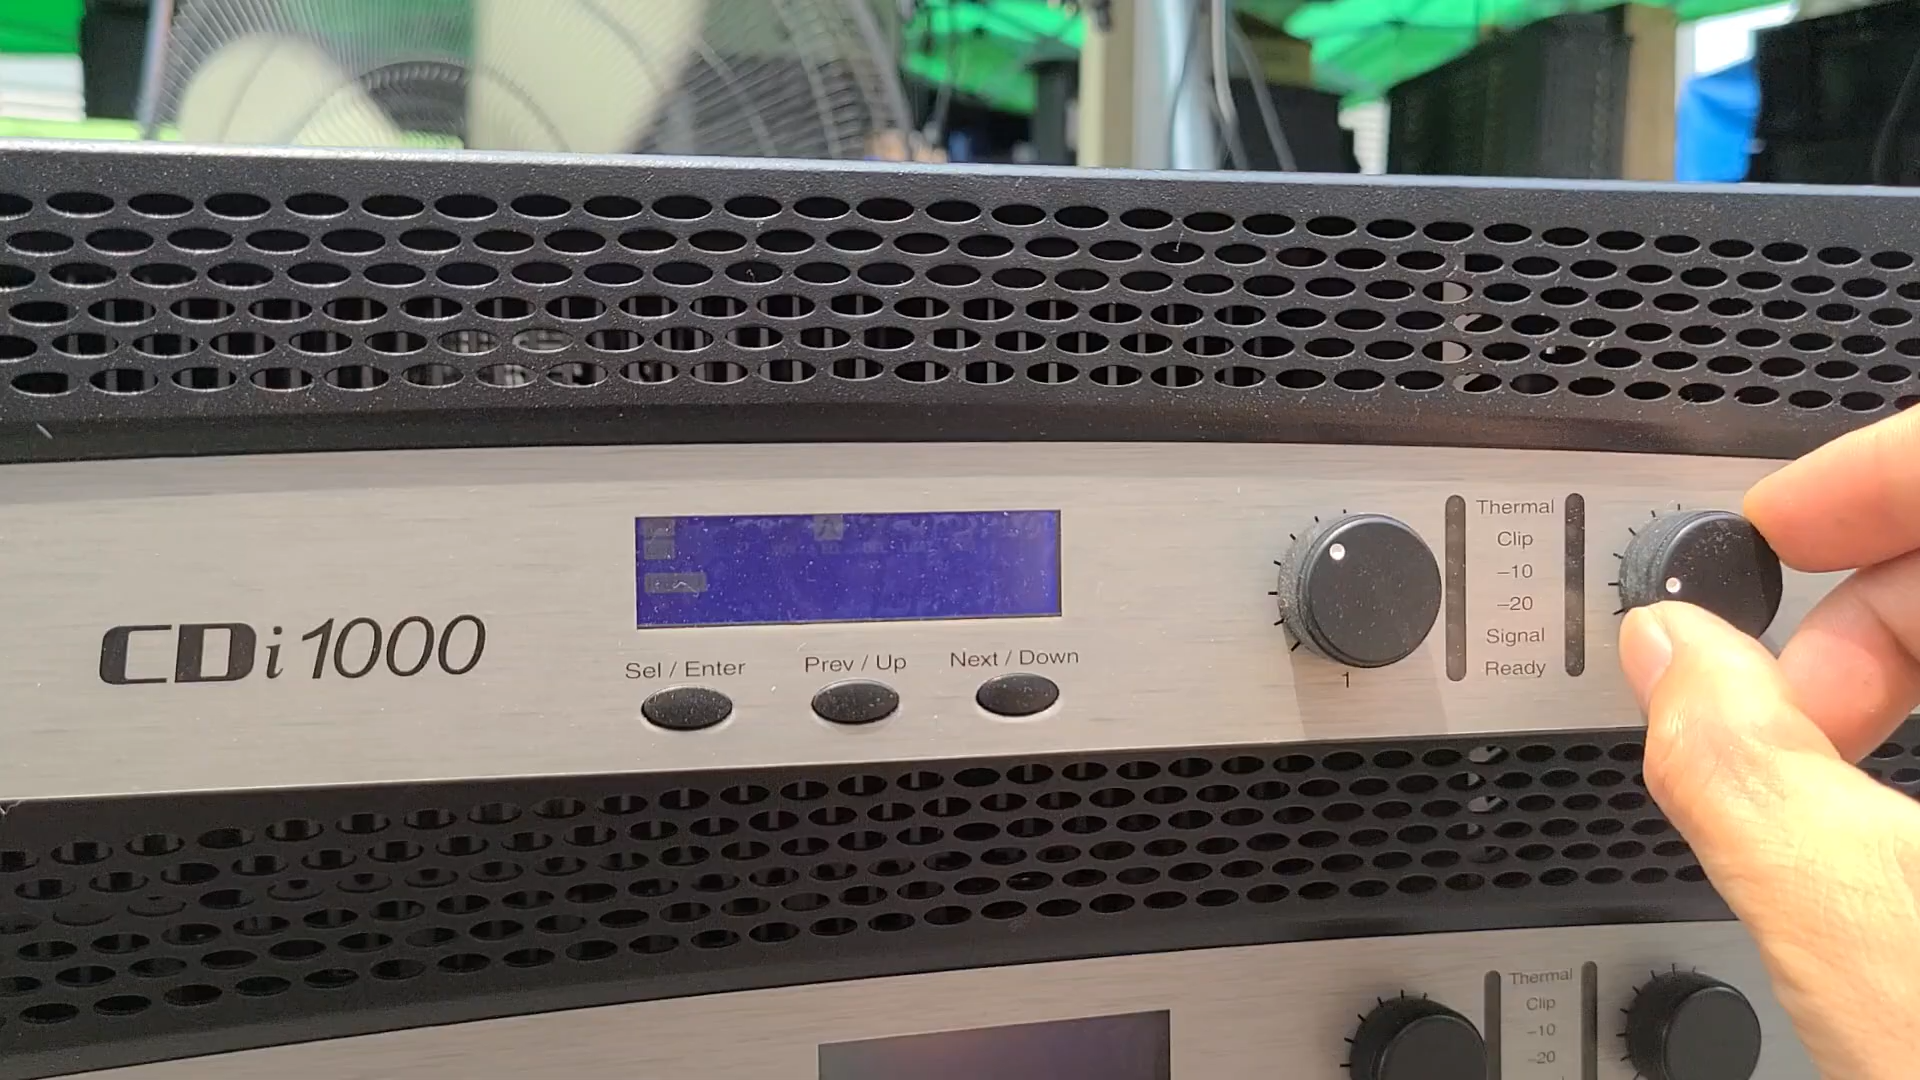 CDi 1000
Sel / Enter
Prev / Up
Next / Down
1
Thermal
Clip
–10
–20
Signal
Ready
Thermal
Clip
–10
–20